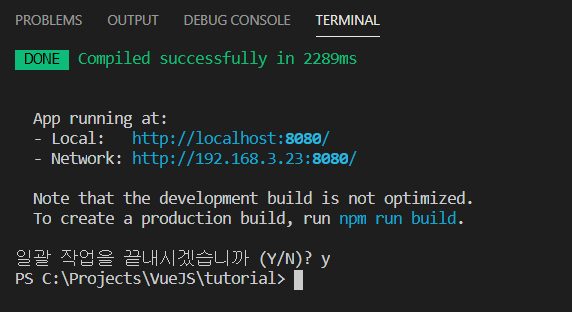 PROBLEMS OUTPUT DEBUG CONSOLE TERMINAL
DONE Compiled successfully in 2289ms
App running at:
- Local: http://localhost:8080/
- Network: http://192.168.3.23:8080/
Note that the development build is not optimized.
To create a production build, run npm run build.
일괄 작업을 끝내시겠습니까 (Y/N)? y
PS C:\Projects\VueJS\tutorial>